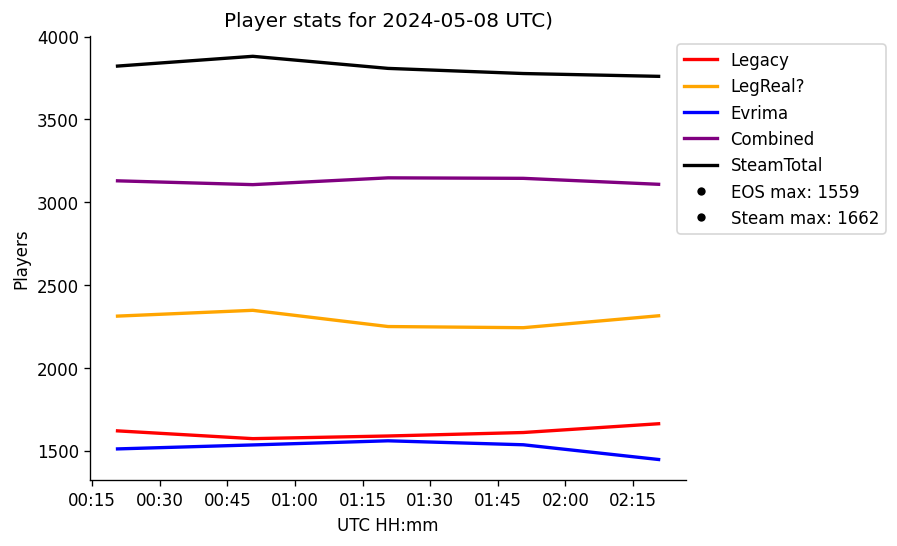 Player stats for 2024-05-08 UTC)
4000
3500
3000
2500
2000
1500
Players
00:15 00:30 00:45 01:00 01:15 01:30 01:45 02:00 02:15
UTC HH:mm
Legacy
LegReal?
Evrima
Combined
SteamTotal
EOS max: 1559
Steam max: 1662